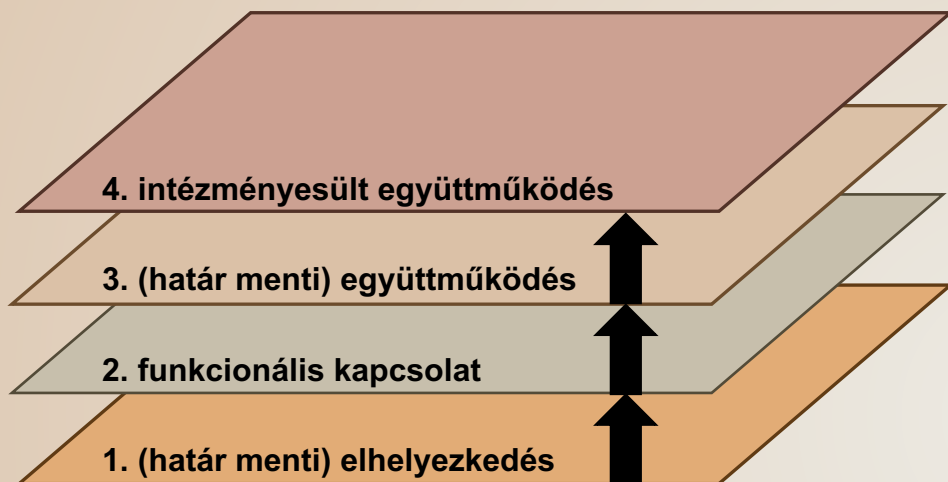 4. intézményesült együttműködés
3. (határ menti) együttműködés
2. funkcionális kapcsolat
1. (határ menti) elhelyezkedés